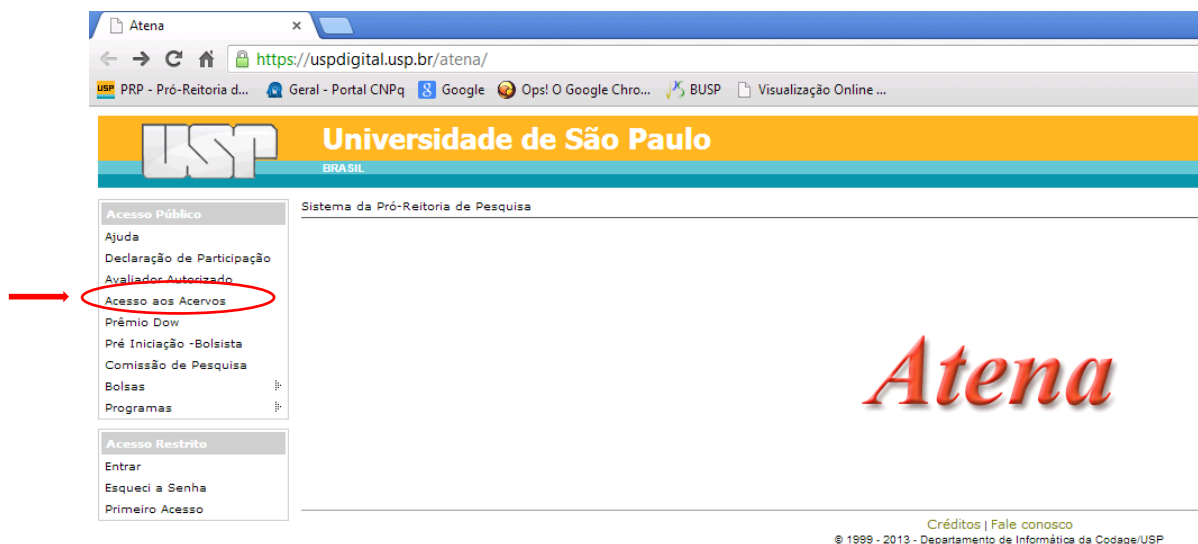 Atena
https://uspdigital.usp.br/atena/
USP PRP - Pró-Reitoria d... Geral - Portal CNPq Google Ops! O Google Chro... BUSP Visualização Online ...
USP
Universidade de São Paulo
BRASIL
Acesso Público
Ajuda
Declaração de Participação
Avaliador Autorizado
Acesso aos Acervos
Prêmio Dow
Pré Iniciação -Bolsista
Comissão de Pesquisa
Bolsas
Programas
Acesso Restrito
Entrar
Esqueci a Senha
Primeiro Acesso
Sistema da Pró-Reitoria de Pesquisa
Atena
Créditos | Fale conosco
© 1999 - 2013 - Departamento de Informática da Codage/USP